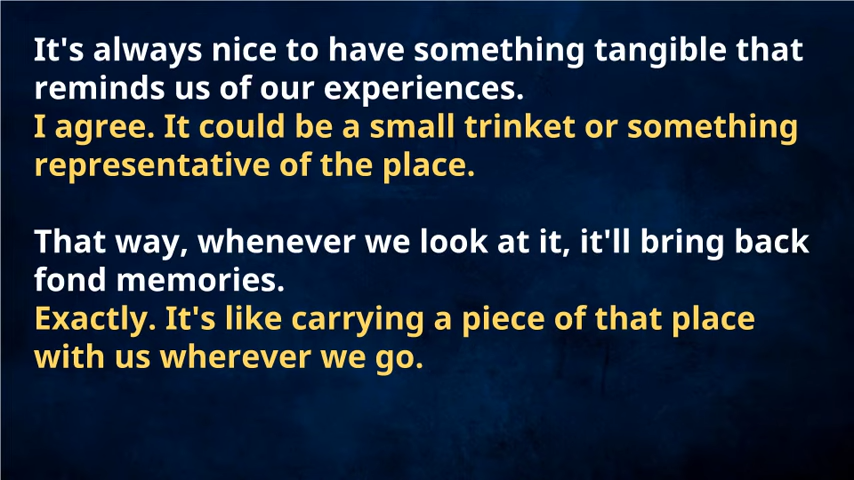 It's always nice to have something tangible that
reminds us of our experiences.
I agree. It could be a small trinket or something
representative of the place.
That way, whenever we look at it, it'll bring back
fond memories.
Exactly. It's like carrying a piece of that place
with us wherever we go.